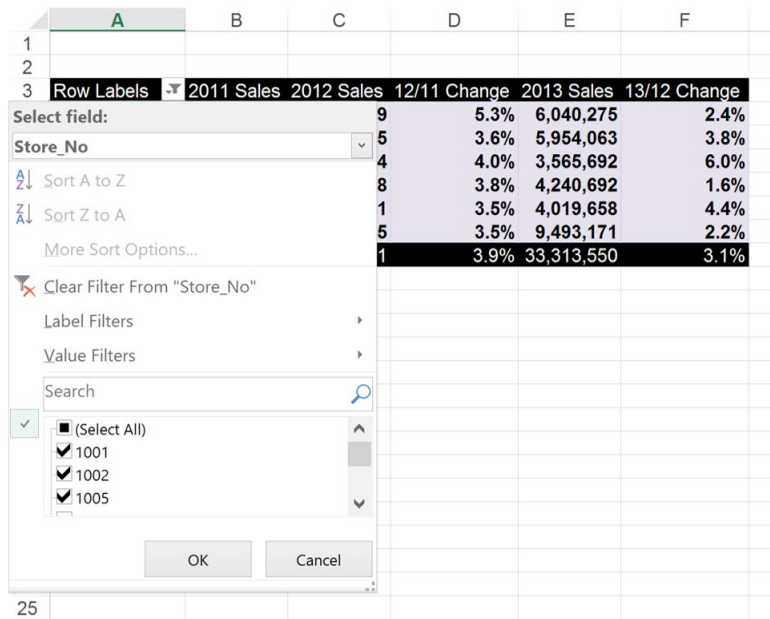 A B C D E F
1
2
3 Row Labels 2011 Sales 2012 Sales 12/11 Change 2013 Sales 13/12 Change
Select field: 9 5.3% 6,040,275 2.4%
Store_No 5 3.6% 5,954,063 3.8%
4 4.0% 3,565,692 6.0%
Sort A to Z 8 3.8% 4,240,692 1.6%
Sort Z to A 1 3.5% 4,019,658 4.4%
5 3.5% 9,493,171 2.2%
More Sort Options... 1 3.9% 33,313,550 3.1%
Clear Filter From "Store_No"
Label Filters
Value Filters
Search
(Select All)
1001
1002
1005
OK Cancel
25